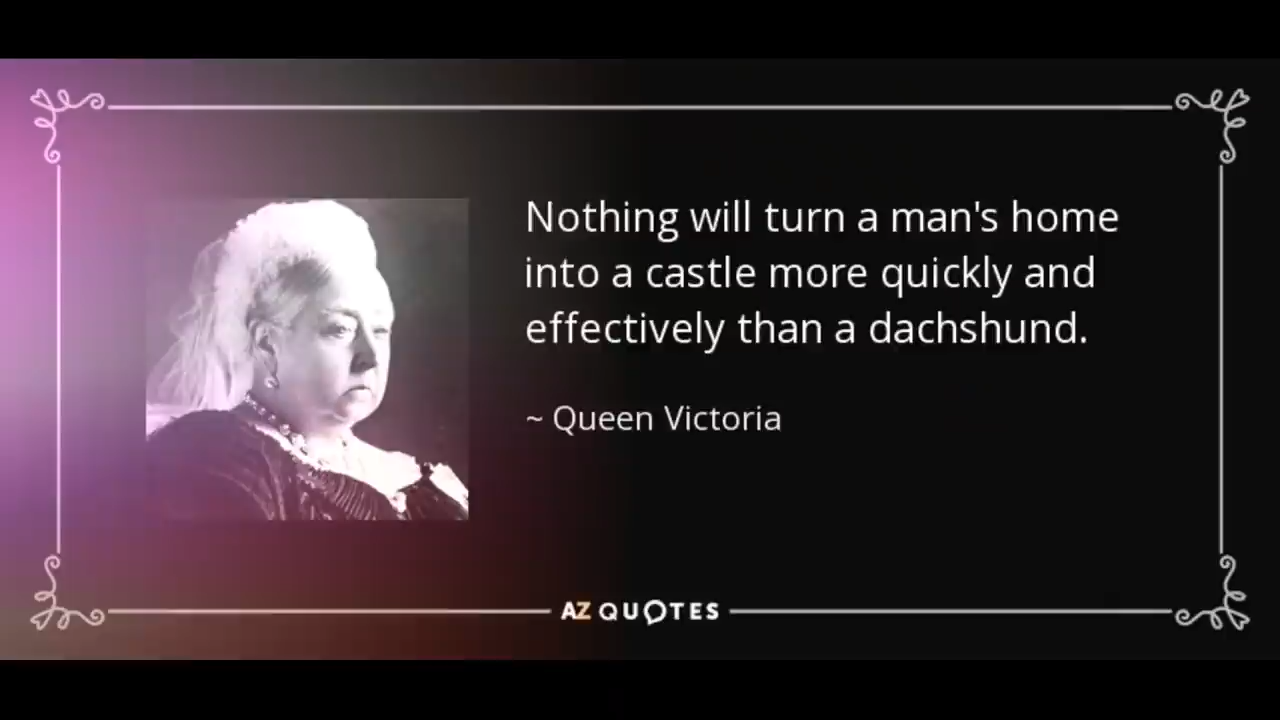 Nothing will turn a man's home
into a castle more quickly and
effectively than a dachshund.
~ Queen Victoria
AZ QUOTES